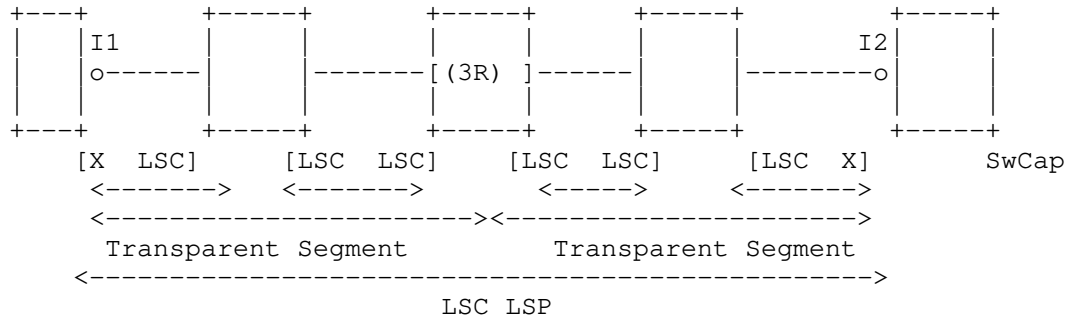 +---+        +-----+        +-----+        +-----+          +-----+
|   |I1      |     |        |     |        |     |        I2|     |
|   |o------|     |-------[(3R) ]------|     |--------o|     |
|   |        |     |        |     |        |     |          |     |
+---+        +-----+        +-----+        +-----+          +-----+
[X  LSC]     [LSC  LSC]     [LSC  LSC]     [LSC  X]       SwCap
<------->   <------->       <----->     <------->
<-----------------------><---------------------->
Transparent Segment         Transparent Segment
<------------------------------------------------->
LSC LSP